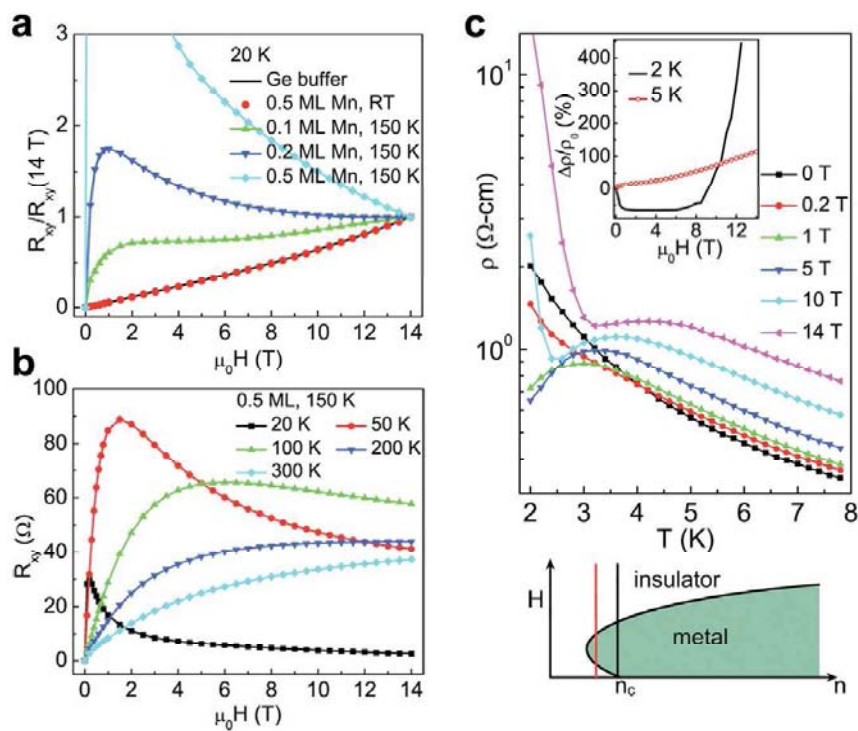 a
3
2
1
0
R_xy/R_xy(14 T)
20 K
Ge buffer
0.5 ML Mn, RT
0.1 ML Mn, 150 K
0.2 ML Mn, 150 K
0.5 ML Mn, 150 K
0 2 4 6 8 10 12 14
μ₀H (T)
b
100
80
60
40
20
0
R_xy (Ω)
0.5 ML, 150 K
20 K 50 K
100 K 200 K
300 K
0 2 4 6 8 10 12 14
μ₀H (T)
c
10¹
10⁰
ρ (Ω-cm)
400
300
200
100
0
Δρ/ρ₀ (%)
2 K
5 K
0 4 8 12
μ₀H (T)
0 T
0.2 T
1 T
5 T
10 T
14 T
2 3 4 5 6 7 8
T (K)
H
insulator
metal
n_c
n